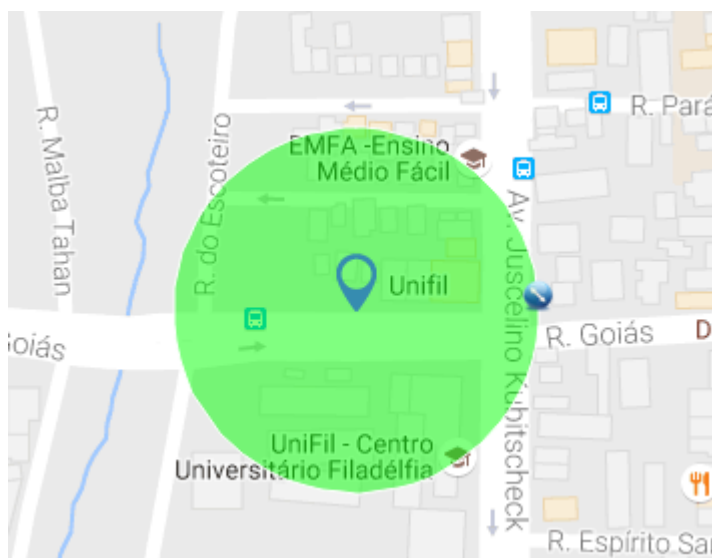 R. Pará
EMFA -Ensino
Médio Fácil
R. Malba Tahan
R. do Escoteiro
Av. Juscelino Kubitscheck
Unifil
R. Goiás
D
Goiás
UniFil - Centro
Universitário Filadélfia
R. Espírito Sa